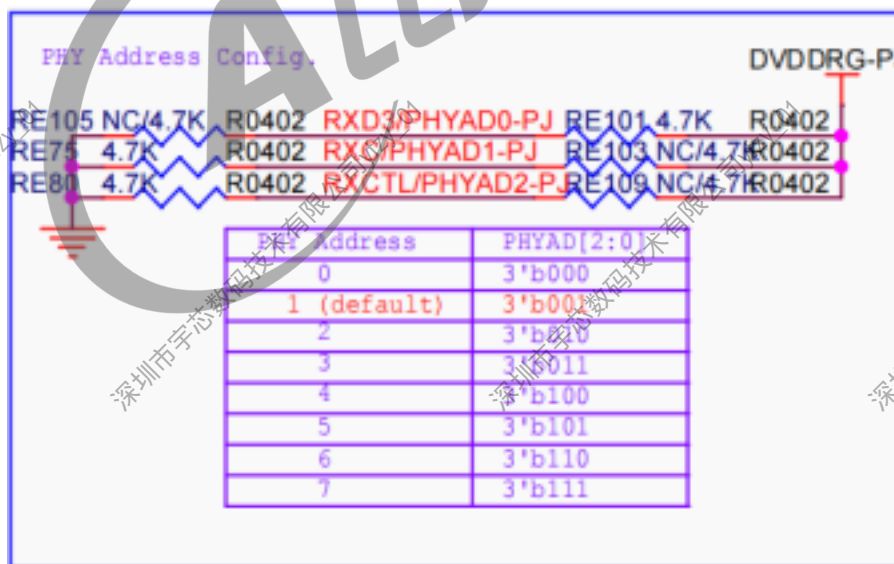 PHY Address Config.
DVDDRG-P
RE105 NC/4.7K R0402 RXD3/PHYAD0-PJ RE101 4.7K R0402
RE75 4.7K R0402 RXC/PHYAD1-PJ RE103 NC/4.7K R0402
RE80 4.7K R0402 RXCTL/PHYAD2-PJ RE109 NC/4.7K R0402
PHY Address PHYAD[2:0]
0 3'b000
1 (default) 3'b001
2 3'b010
3 3'b011
4 3'b100
5 3'b101
6 3'b110
7 3'b111
深圳市宇芯数码技术有限公司
深圳市宇芯数码技术有限公司